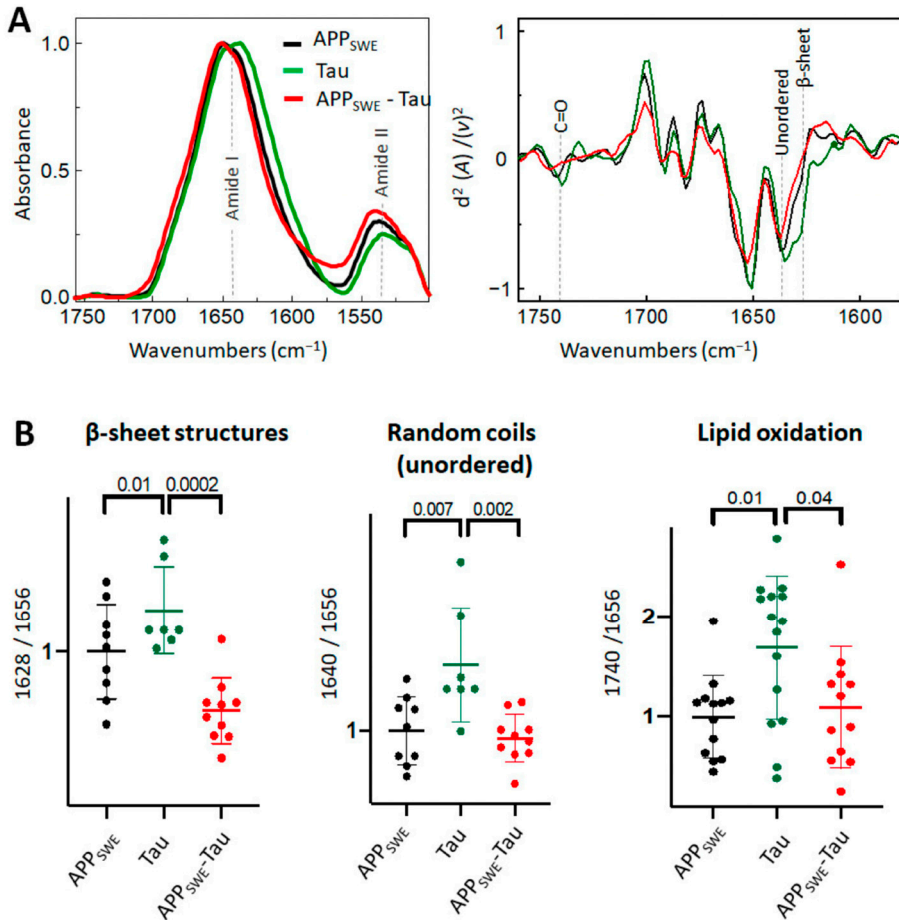 A
APP_SWE
Tau
APP_SWE - Tau
Absorbance
1.0
0.5
0.0
Amide I
Amide II
1750 1700 1650 1600 1550
Wavenumbers (cm⁻¹)
d² (A) /(v)²
1
0
−1
C=O
Unordered
β-sheet
1750 1700 1650 1600
Wavenumbers (cm⁻¹)
B
β-sheet structures
0.01 0.0002
1628 / 1656
1
APP_SWE
Tau
APP_SWE-Tau
Random coils
(unordered)
0.007 0.002
1640 / 1656
1
APP_SWE
Tau
APP_SWE-Tau
Lipid oxidation
0.01 0.04
1740 /1656
2
1
APP_SWE
Tau
APP_SWE-Tau